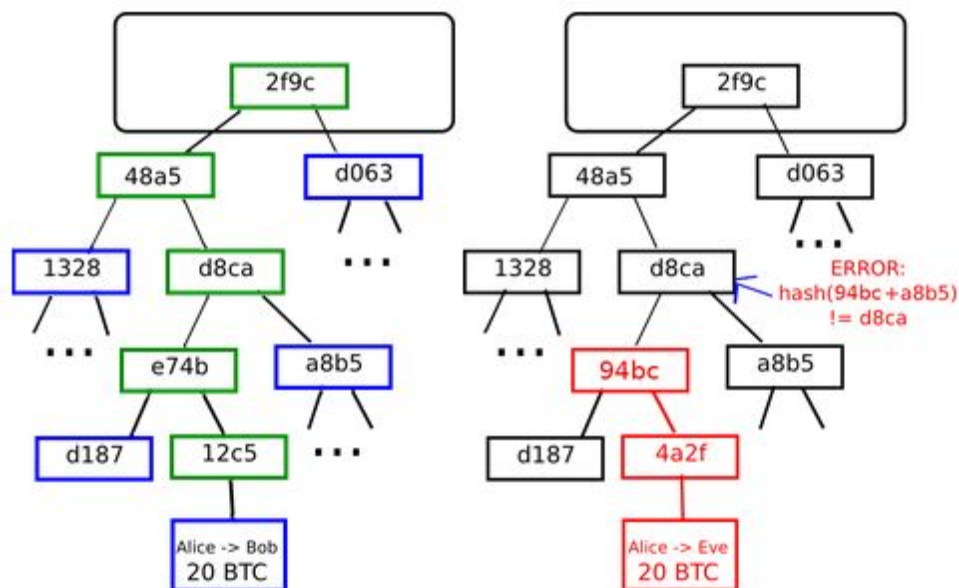 2f9c
48a5
d063
1328
d8ca
...
...
e74b
a8b5
d187
12c5
...
Alice -> Bob
20 BTC
2f9c
48a5
d063
1328
d8ca
...
ERROR:
hash(94bc+a8b5)
!= d8ca
...
94bc
a8b5
d187
4a2f
Alice -> Eve
20 BTC